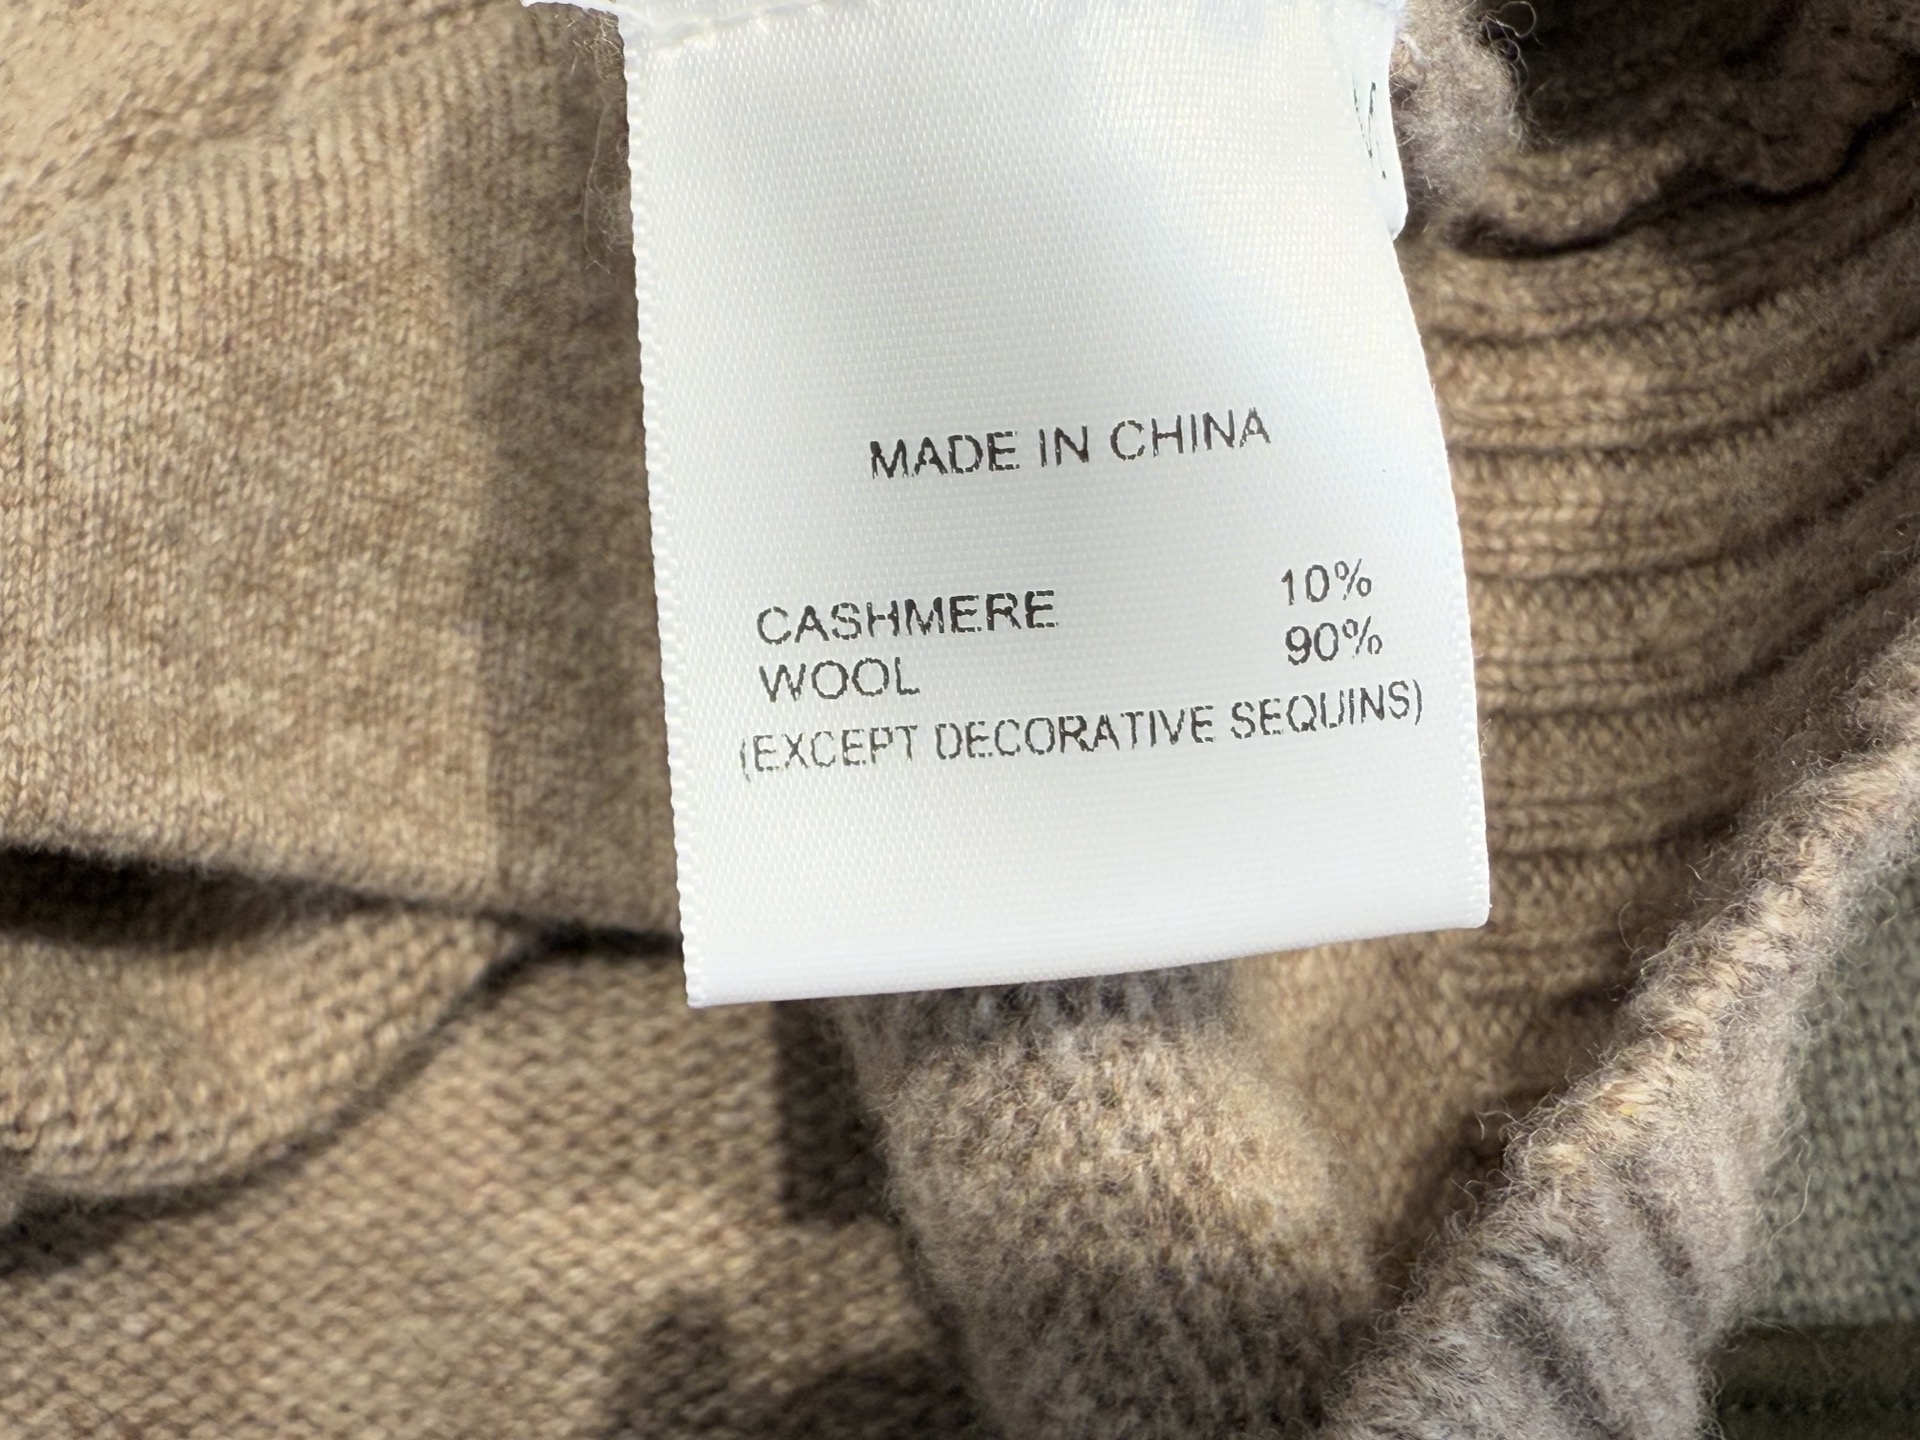 MADE IN CHINA
CASHMERE 10%
WOOL 90%
(EXCEPT DECORATIVE SEQUINS)